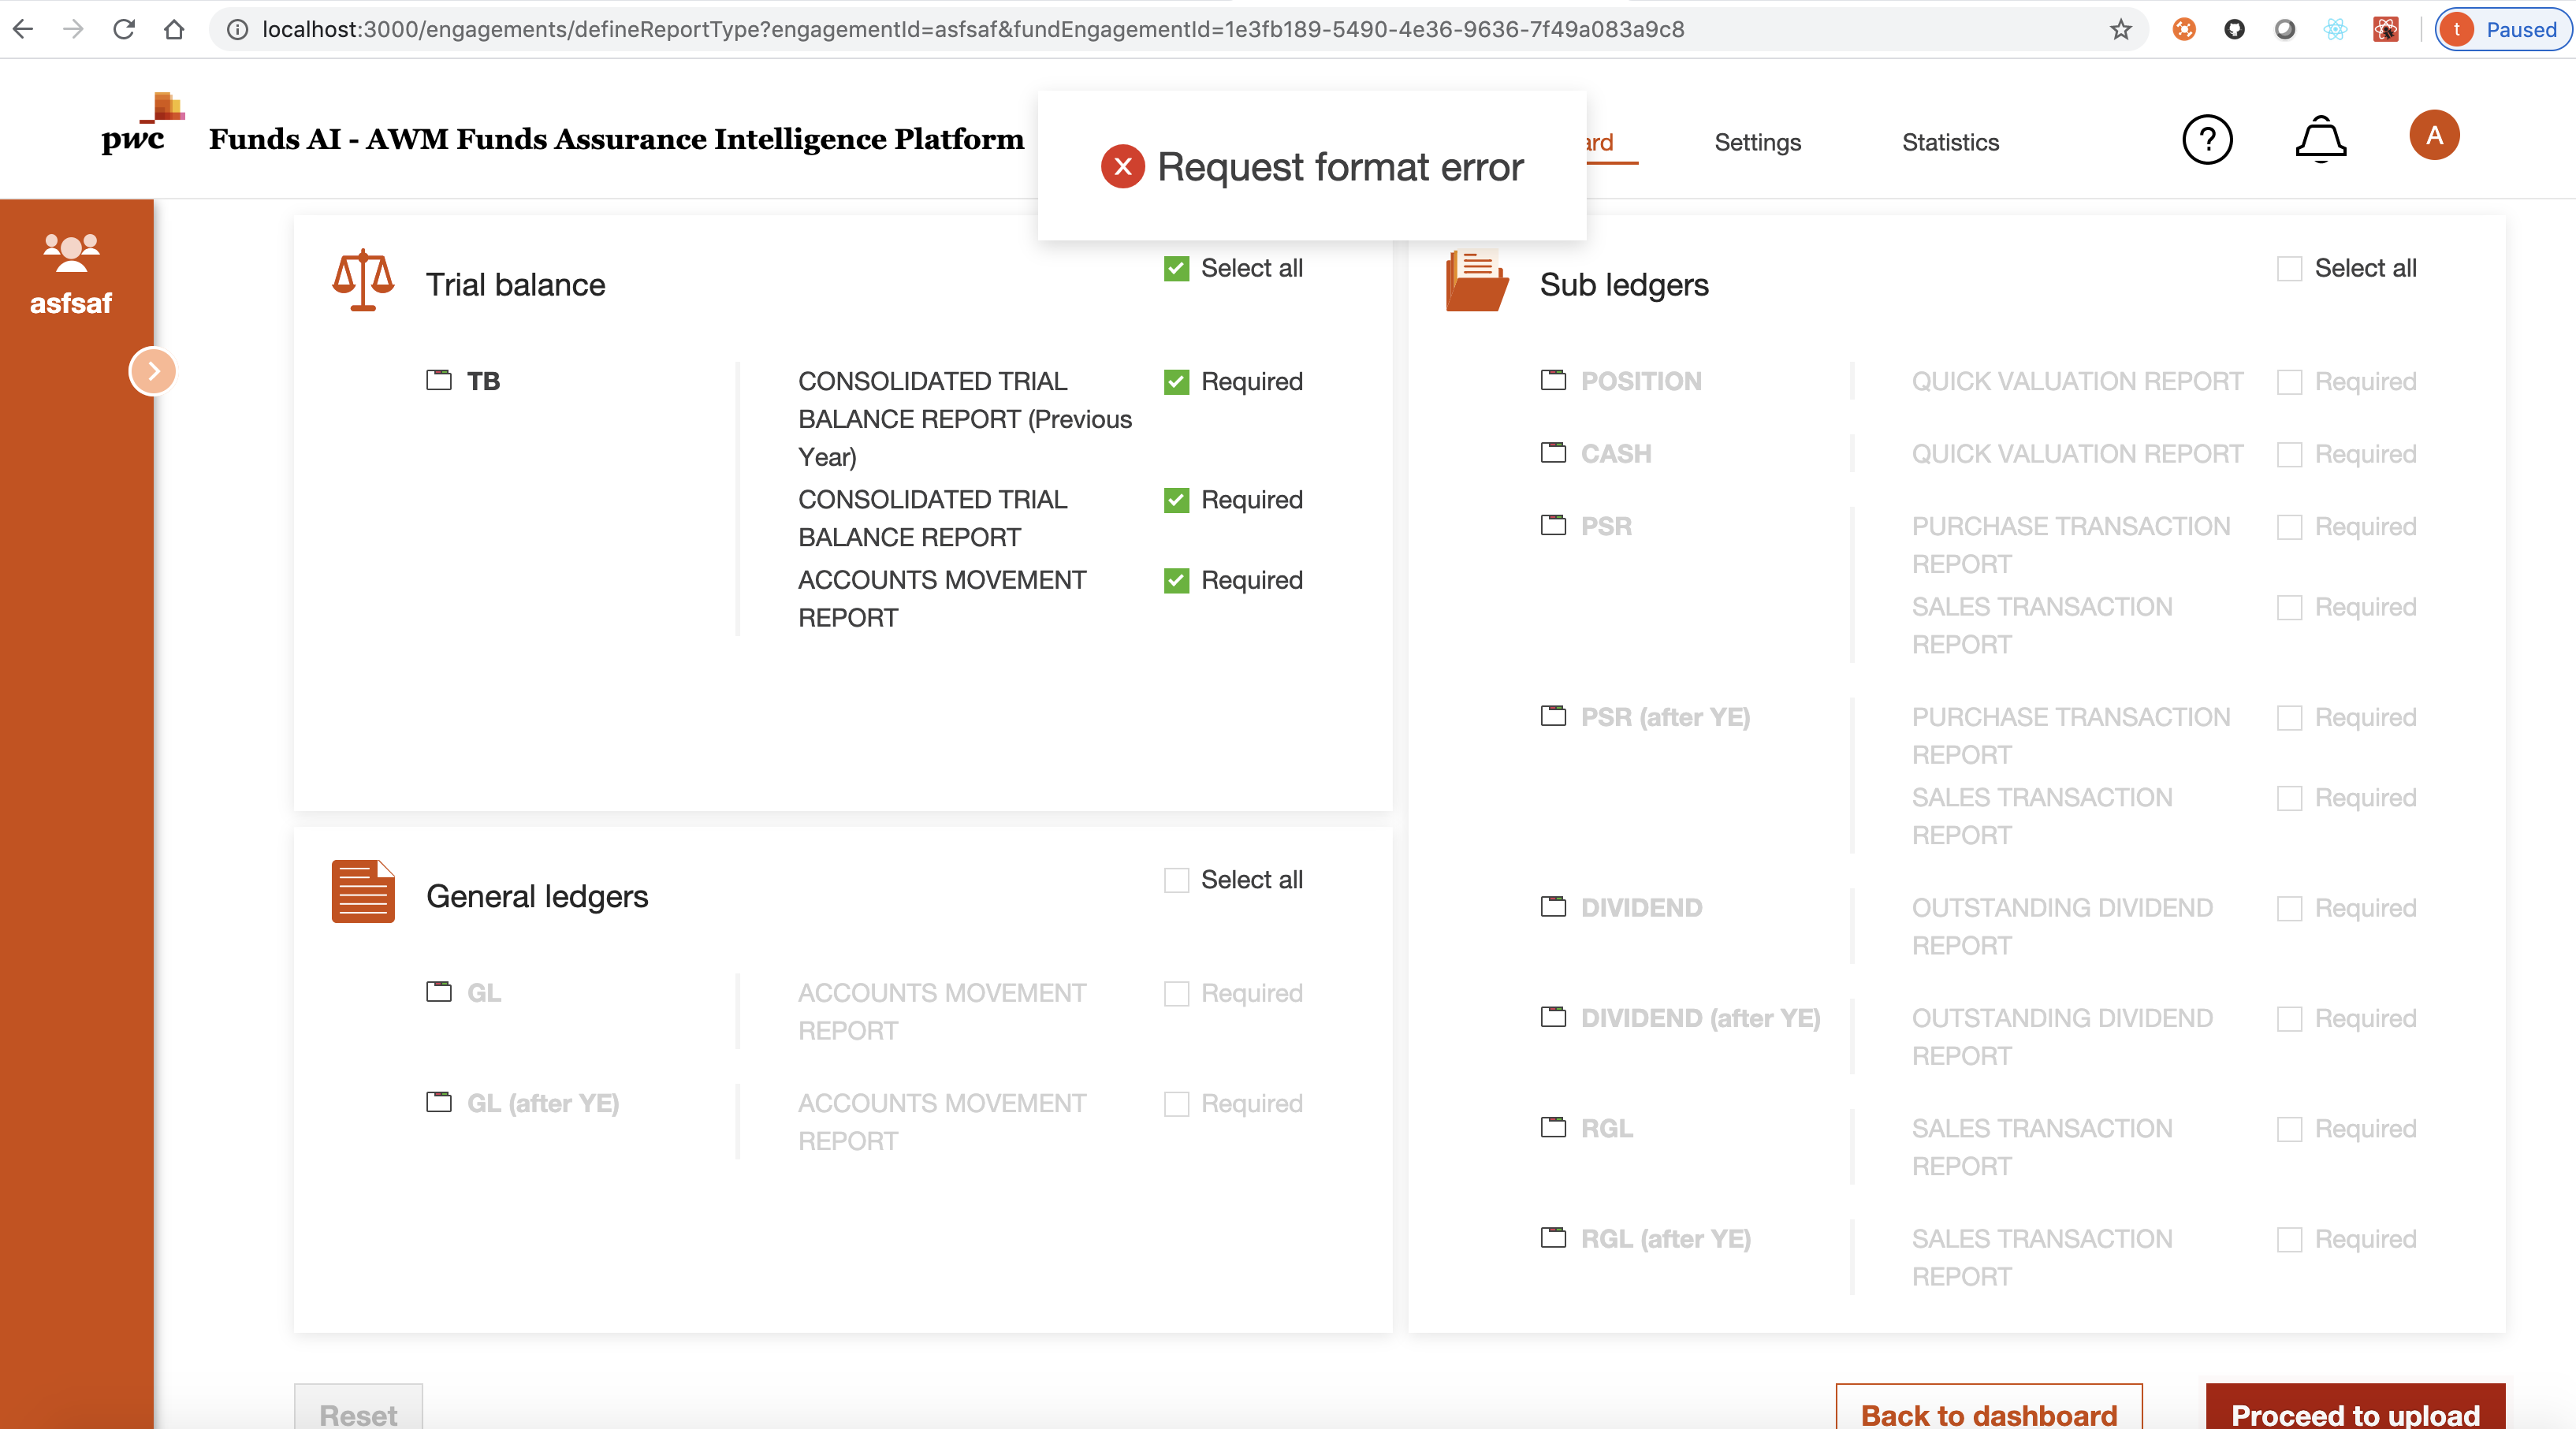 localhost:3000/engagements/defineReportType?engagementId=asfsaf&fundEngagementId=1e3fb189-5490-4e36-9636-7f49a083a9c8
t
Paused
pwc
Funds AI - AWM Funds Assurance Intelligence Platform
Request format error
ard
Settings
Statistics
?
A
asfsaf
Trial balance
Select all
TB
CONSOLIDATED TRIAL
BALANCE REPORT (Previous
Year)
Required
CONSOLIDATED TRIAL
BALANCE REPORT
Required
ACCOUNTS MOVEMENT
REPORT
Required
General ledgers
Select all
GL
ACCOUNTS MOVEMENT
REPORT
Required
GL (after YE)
ACCOUNTS MOVEMENT
REPORT
Required
Sub ledgers
Select all
POSITION
QUICK VALUATION REPORT
Required
CASH
QUICK VALUATION REPORT
Required
PSR
PURCHASE TRANSACTION
REPORT
Required
SALES TRANSACTION
REPORT
Required
PSR (after YE)
PURCHASE TRANSACTION
REPORT
Required
SALES TRANSACTION
REPORT
Required
DIVIDEND
OUTSTANDING DIVIDEND
REPORT
Required
DIVIDEND (after YE)
OUTSTANDING DIVIDEND
REPORT
Required
RGL
SALES TRANSACTION
REPORT
Required
RGL (after YE)
SALES TRANSACTION
REPORT
Required
Reset
Back to dashboard
Proceed to upload